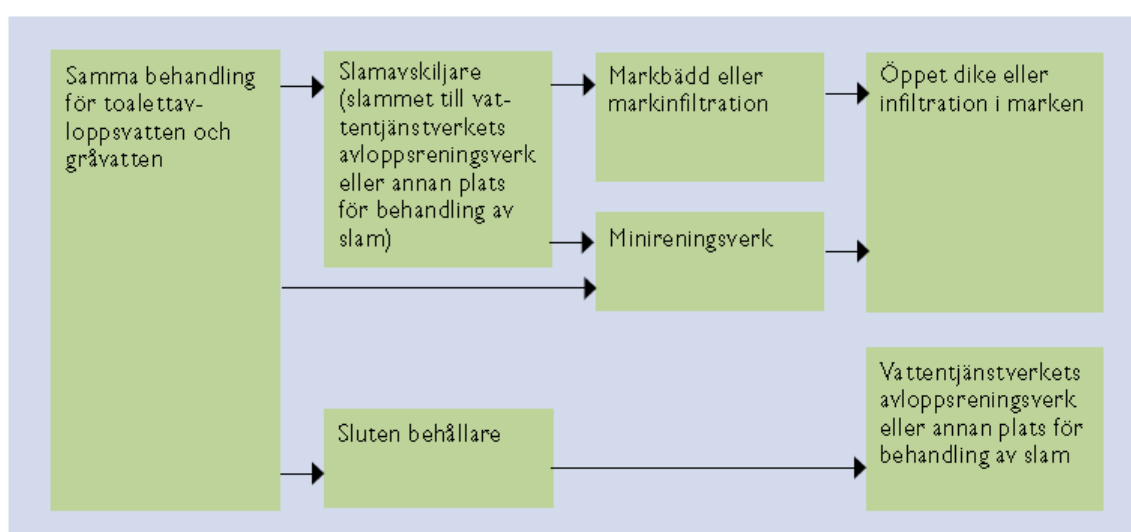 Samma behandling
för toalettav-
loppsvatten och
gråvatten
Slamavskiljare
(slammet till vat-
tentjänstverkets
avloppsreningsverk
eller annan plats
för behandling av
slam)
Markbädd eller
markinfiltration
Öppet dike eller
infiltration i marken
Minireningsverk
Sluten behållare
Vattentjänstverkets
avloppsreningsverk
eller annan plats för
behandling av slam